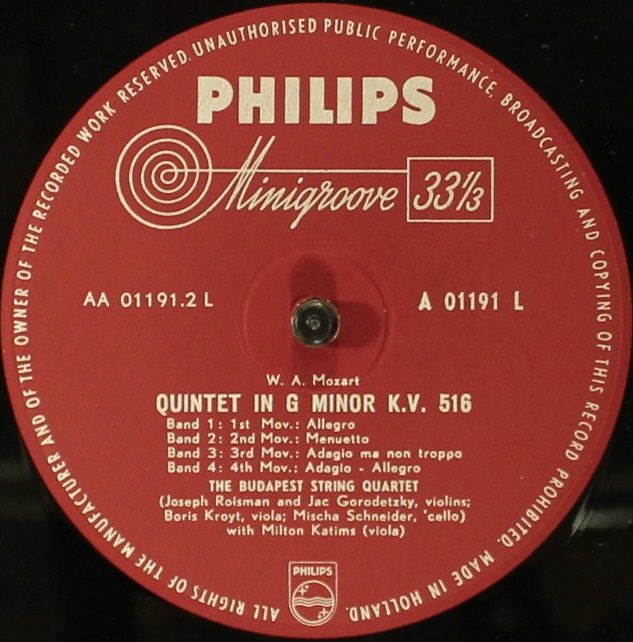 ALL RIGHTS OF THE MANUFACTURER AND OF THE OWNER OF THE RECORDED WORK RESERVED. UNAUTHORISED PUBLIC PERFORMANCE, BROADCASTING AND COPYING OF THIS RECORD PROHIBITED. MADE IN HOLLAND.
PHILIPS
Minigroove 33⅓
AA 01191.2 L
A 01191 L
W. A. Mozart
QUINTET IN G MINOR K.V. 516
Band 1: 1st Mov.: Allegro
Band 2: 2nd Mov.: Menuetto
Band 3: 3rd Mov.: Adagio ma non troppo
Band 4: 4th Mov.: Adagio - Allegro
THE BUDAPEST STRING QUARTET
(Joseph Roisman and Jac Gorodetzky, violins;
Boris Kroyt, viola; Mischa Schneider, 'cello)
with Milton Katims (viola)
PHILIPS